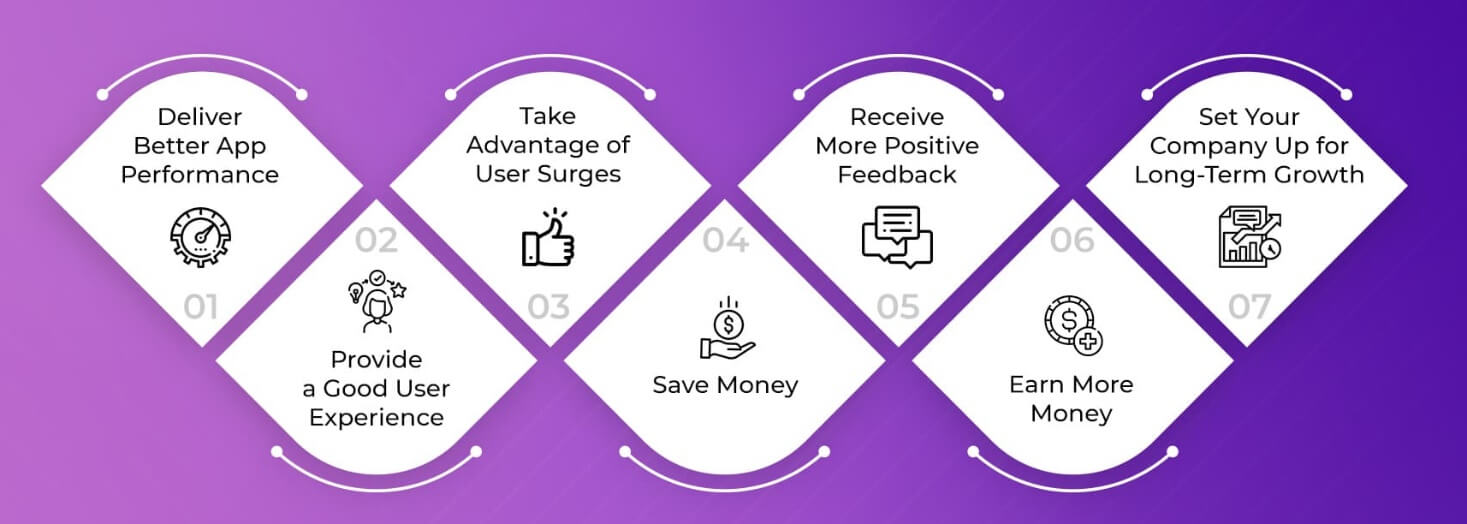 Deliver
Better App
Performance
01
02
Provide
a Good User
Experience
Take
Advantage of
User Surges
03
04
$
Save Money
Receive
More Positive
Feedback
05
06
$
Earn More
Money
Set Your
Company Up for
Long-Term Growth
07